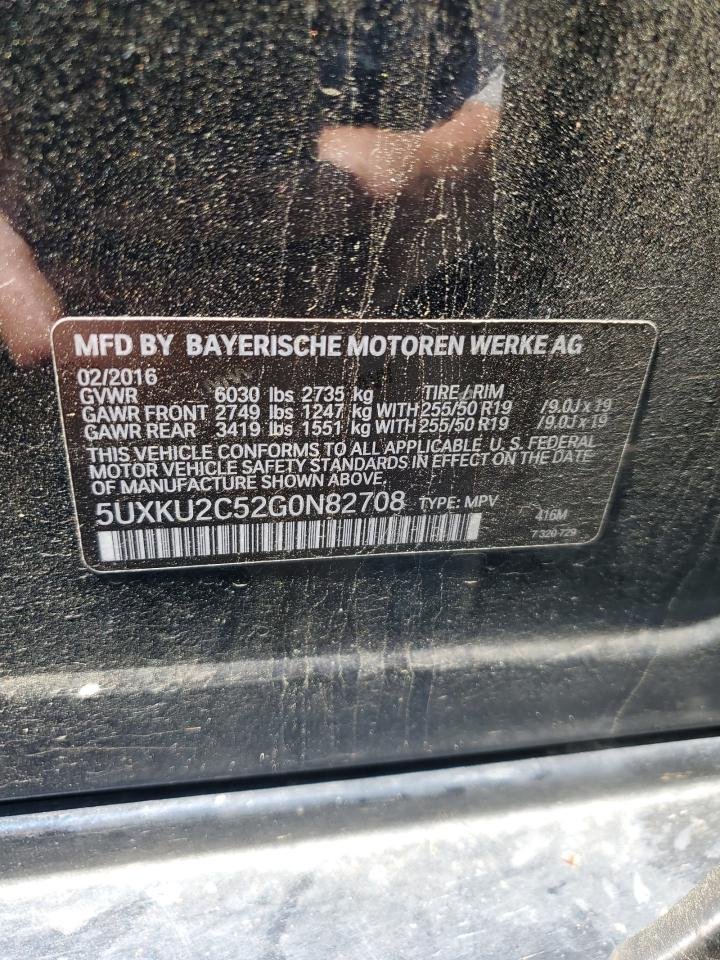 MFD BY BAYERISCHE MOTOREN WERKE AG
02/2016
GVWR 6030 lbs 2735 kg TIRE / RIM
GAWR FRONT 2749 lbs 1247 kg WITH 255/50 R19 /9.0J x 19
GAWR REAR 3419 lbs 1551 kg WITH 255/50 R19 /9.0J x 19
THIS VEHICLE CONFORMS TO ALL APPLICABLE U. S. FEDERAL
MOTOR VEHICLE SAFETY STANDARDS IN EFFECT ON THE DATE
OF MANUFACTURE SHOWN ABOVE.
5UXKU2C52G0N82708 TYPE: MPV 416M
7 320 729